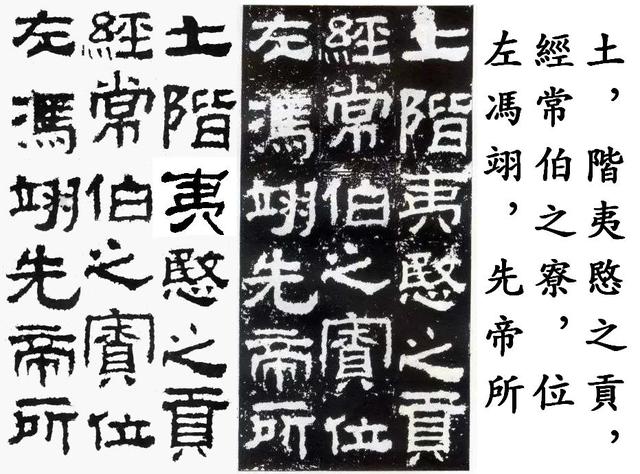 土，階夷愍之貢，
經常伯之寮，位
左馮翊，先帝所
土階夷愍之貢
經常伯之寮位
左馮翊先帝所
土階夷愍之貢
經常伯之寮位
左馮翊先帝所